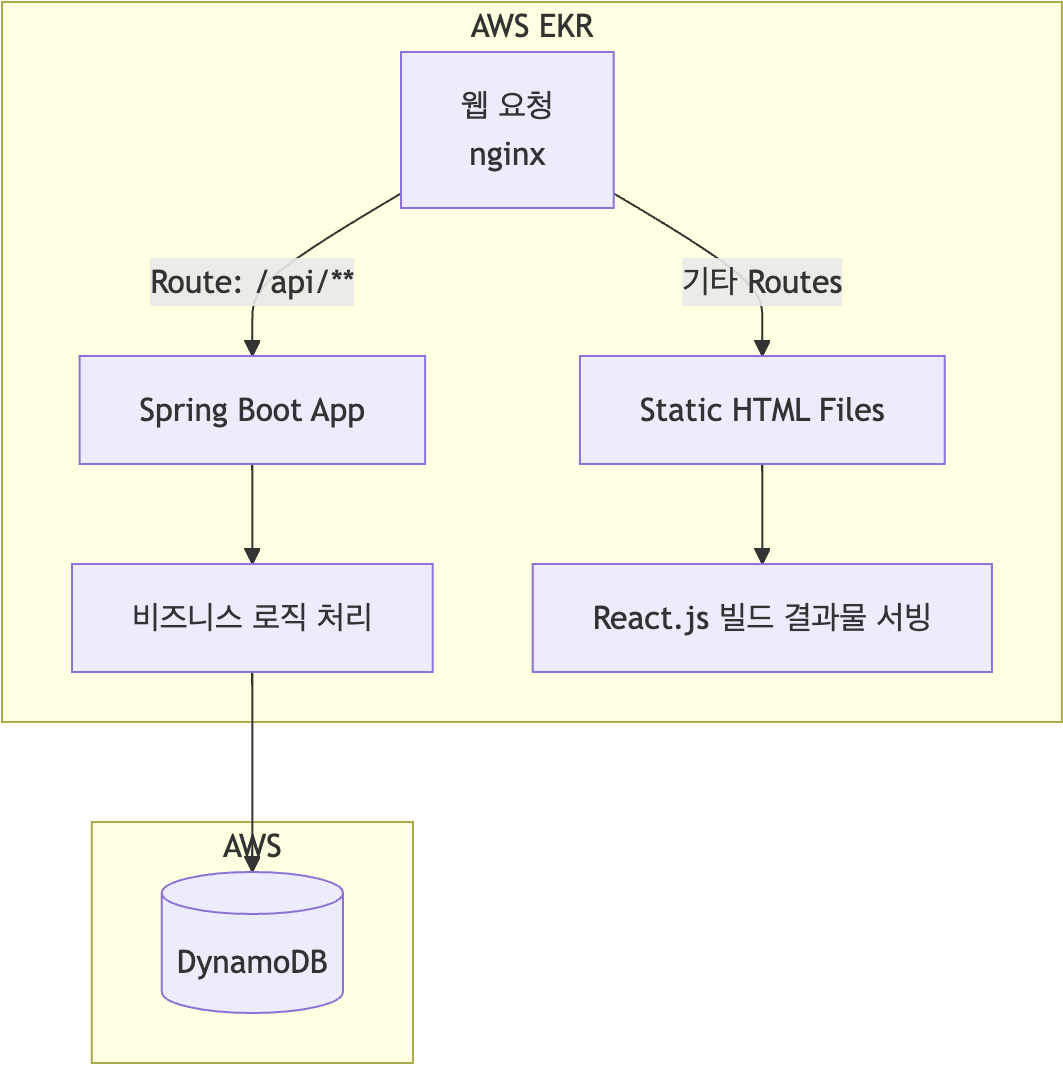 AWS EKR
웹 요청
nginx
Route: /api/**
기타 Routes
Spring Boot App
Static HTML Files
비즈니스 로직 처리
React.js 빌드 결과물 서빙
AWS
DynamoDB